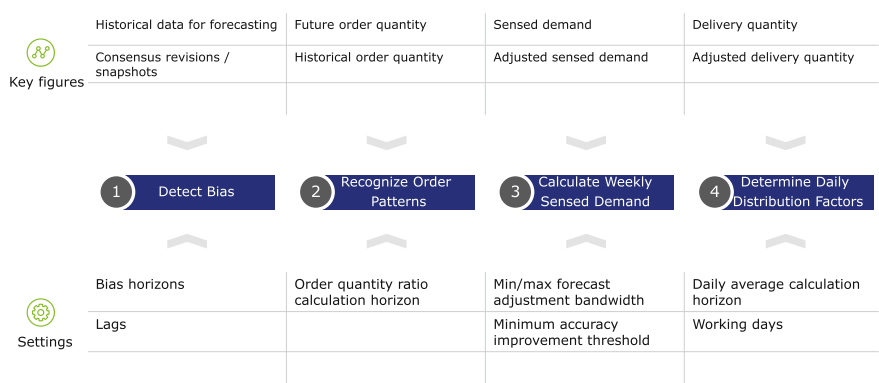 Historical data for forecasting
Future order quantity
Sensed demand
Delivery quantity
Consensus revisions /
snapshots
Historical order quantity
Adjusted sensed demand
Adjusted delivery quantity
Key figures
1
Detect Bias
2
Recognize Order
Patterns
3
Calculate Weekly
Sensed Demand
4
Determine Daily
Distribution Factors
Bias horizons
Order quantity ratio
calculation horizon
Min/max forecast
adjustment bandwidth
Daily average calculation
horizon
Lags
Minimum accuracy
improvement threshold
Working days
Settings